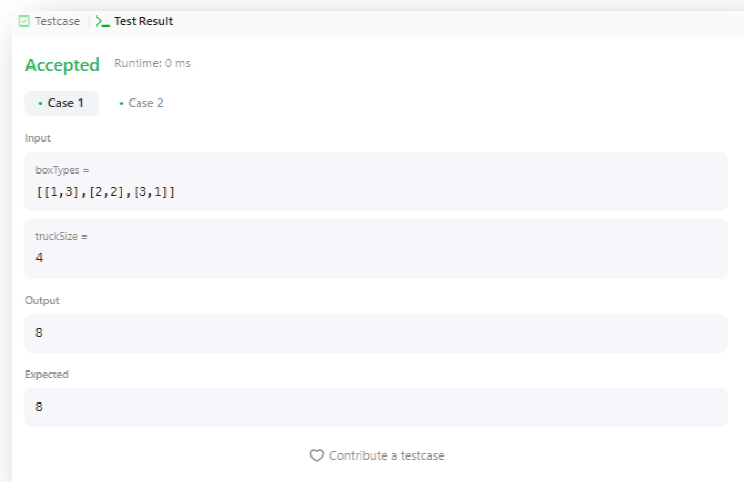 Testcase Test Result
Accepted Runtime: 0 ms
• Case 1 • Case 2
Input
boxTypes =
[[1,3],[2,2],[3,1]]
truckSize =
4
Output
8
Expected
8
Contribute a testcase